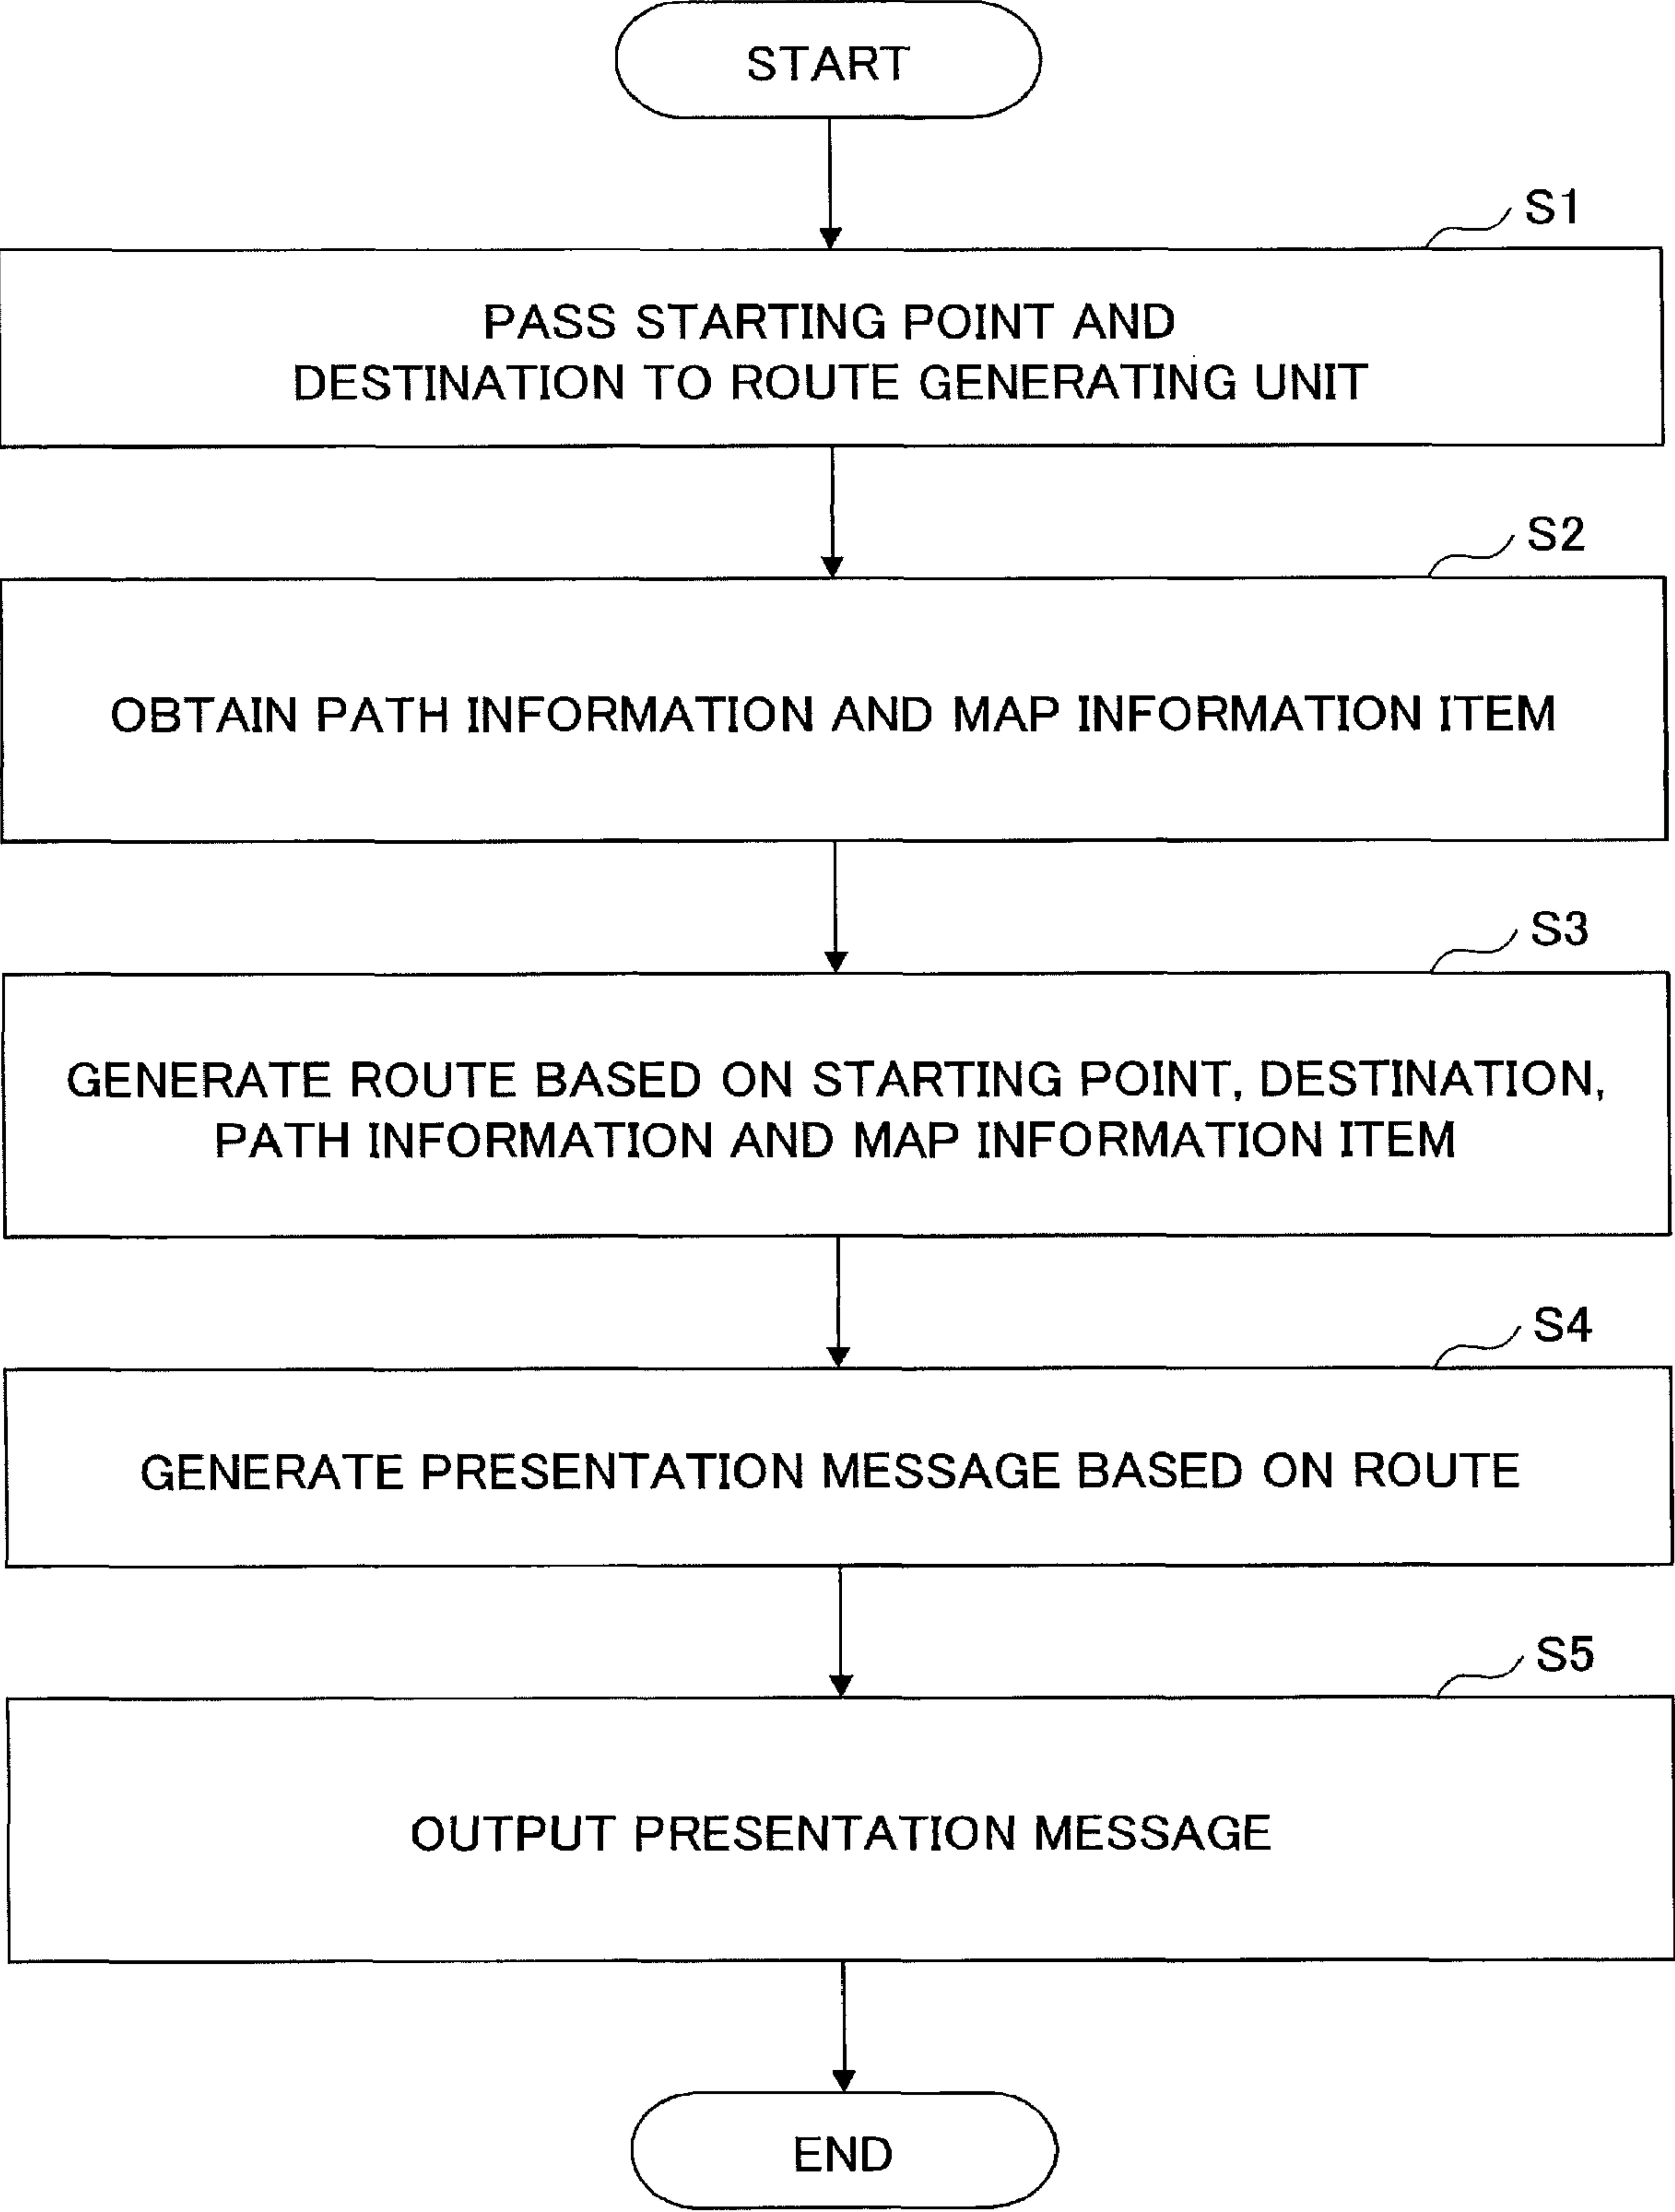 START
S1
PASS STARTING POINT AND
DESTINATION TO ROUTE GENERATING UNIT
S2
OBTAIN PATH INFORMATION AND MAP INFORMATION ITEM
S3
GENERATE ROUTE BASED ON STARTING POINT, DESTINATION,
PATH INFORMATION AND MAP INFORMATION ITEM
S4
GENERATE PRESENTATION MESSAGE BASED ON ROUTE
S5
OUTPUT PRESENTATION MESSAGE
END